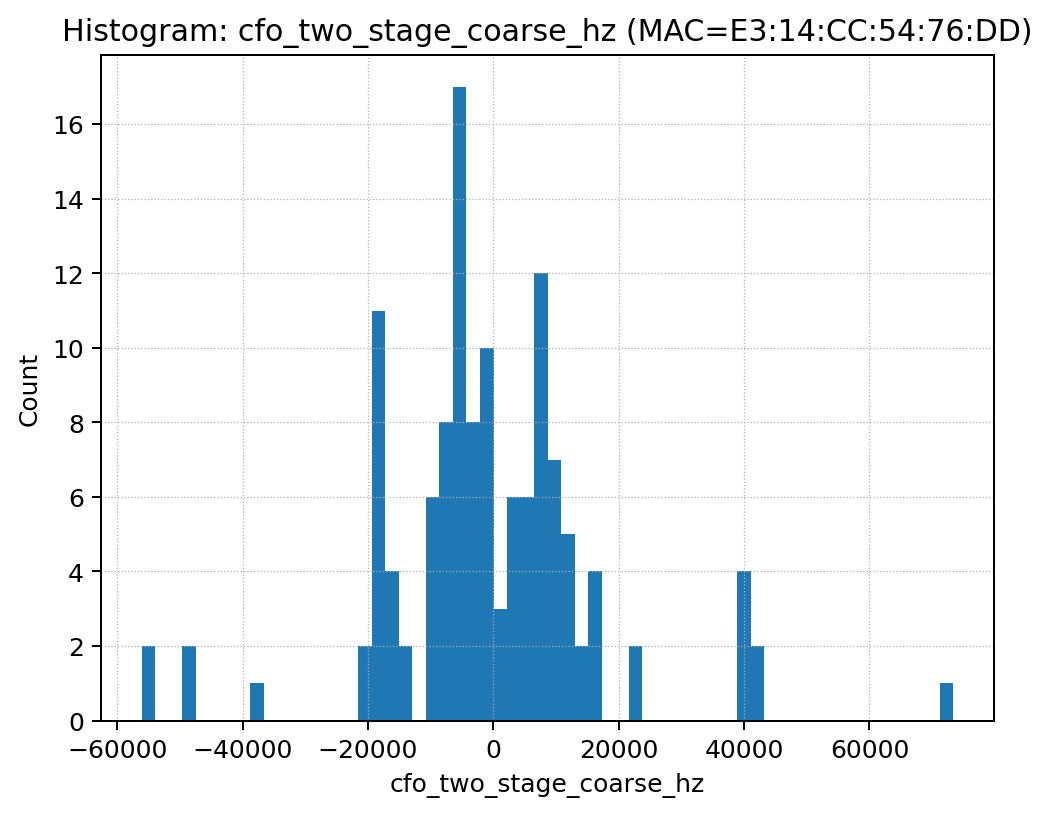 Histogram: cfo_two_stage_coarse_hz (MAC=E3:14:CC:54:76:DD)
16
14
12
10
8
6
4
2
0
Count
−60000 −40000 −20000 0 20000 40000 60000
cfo_two_stage_coarse_hz